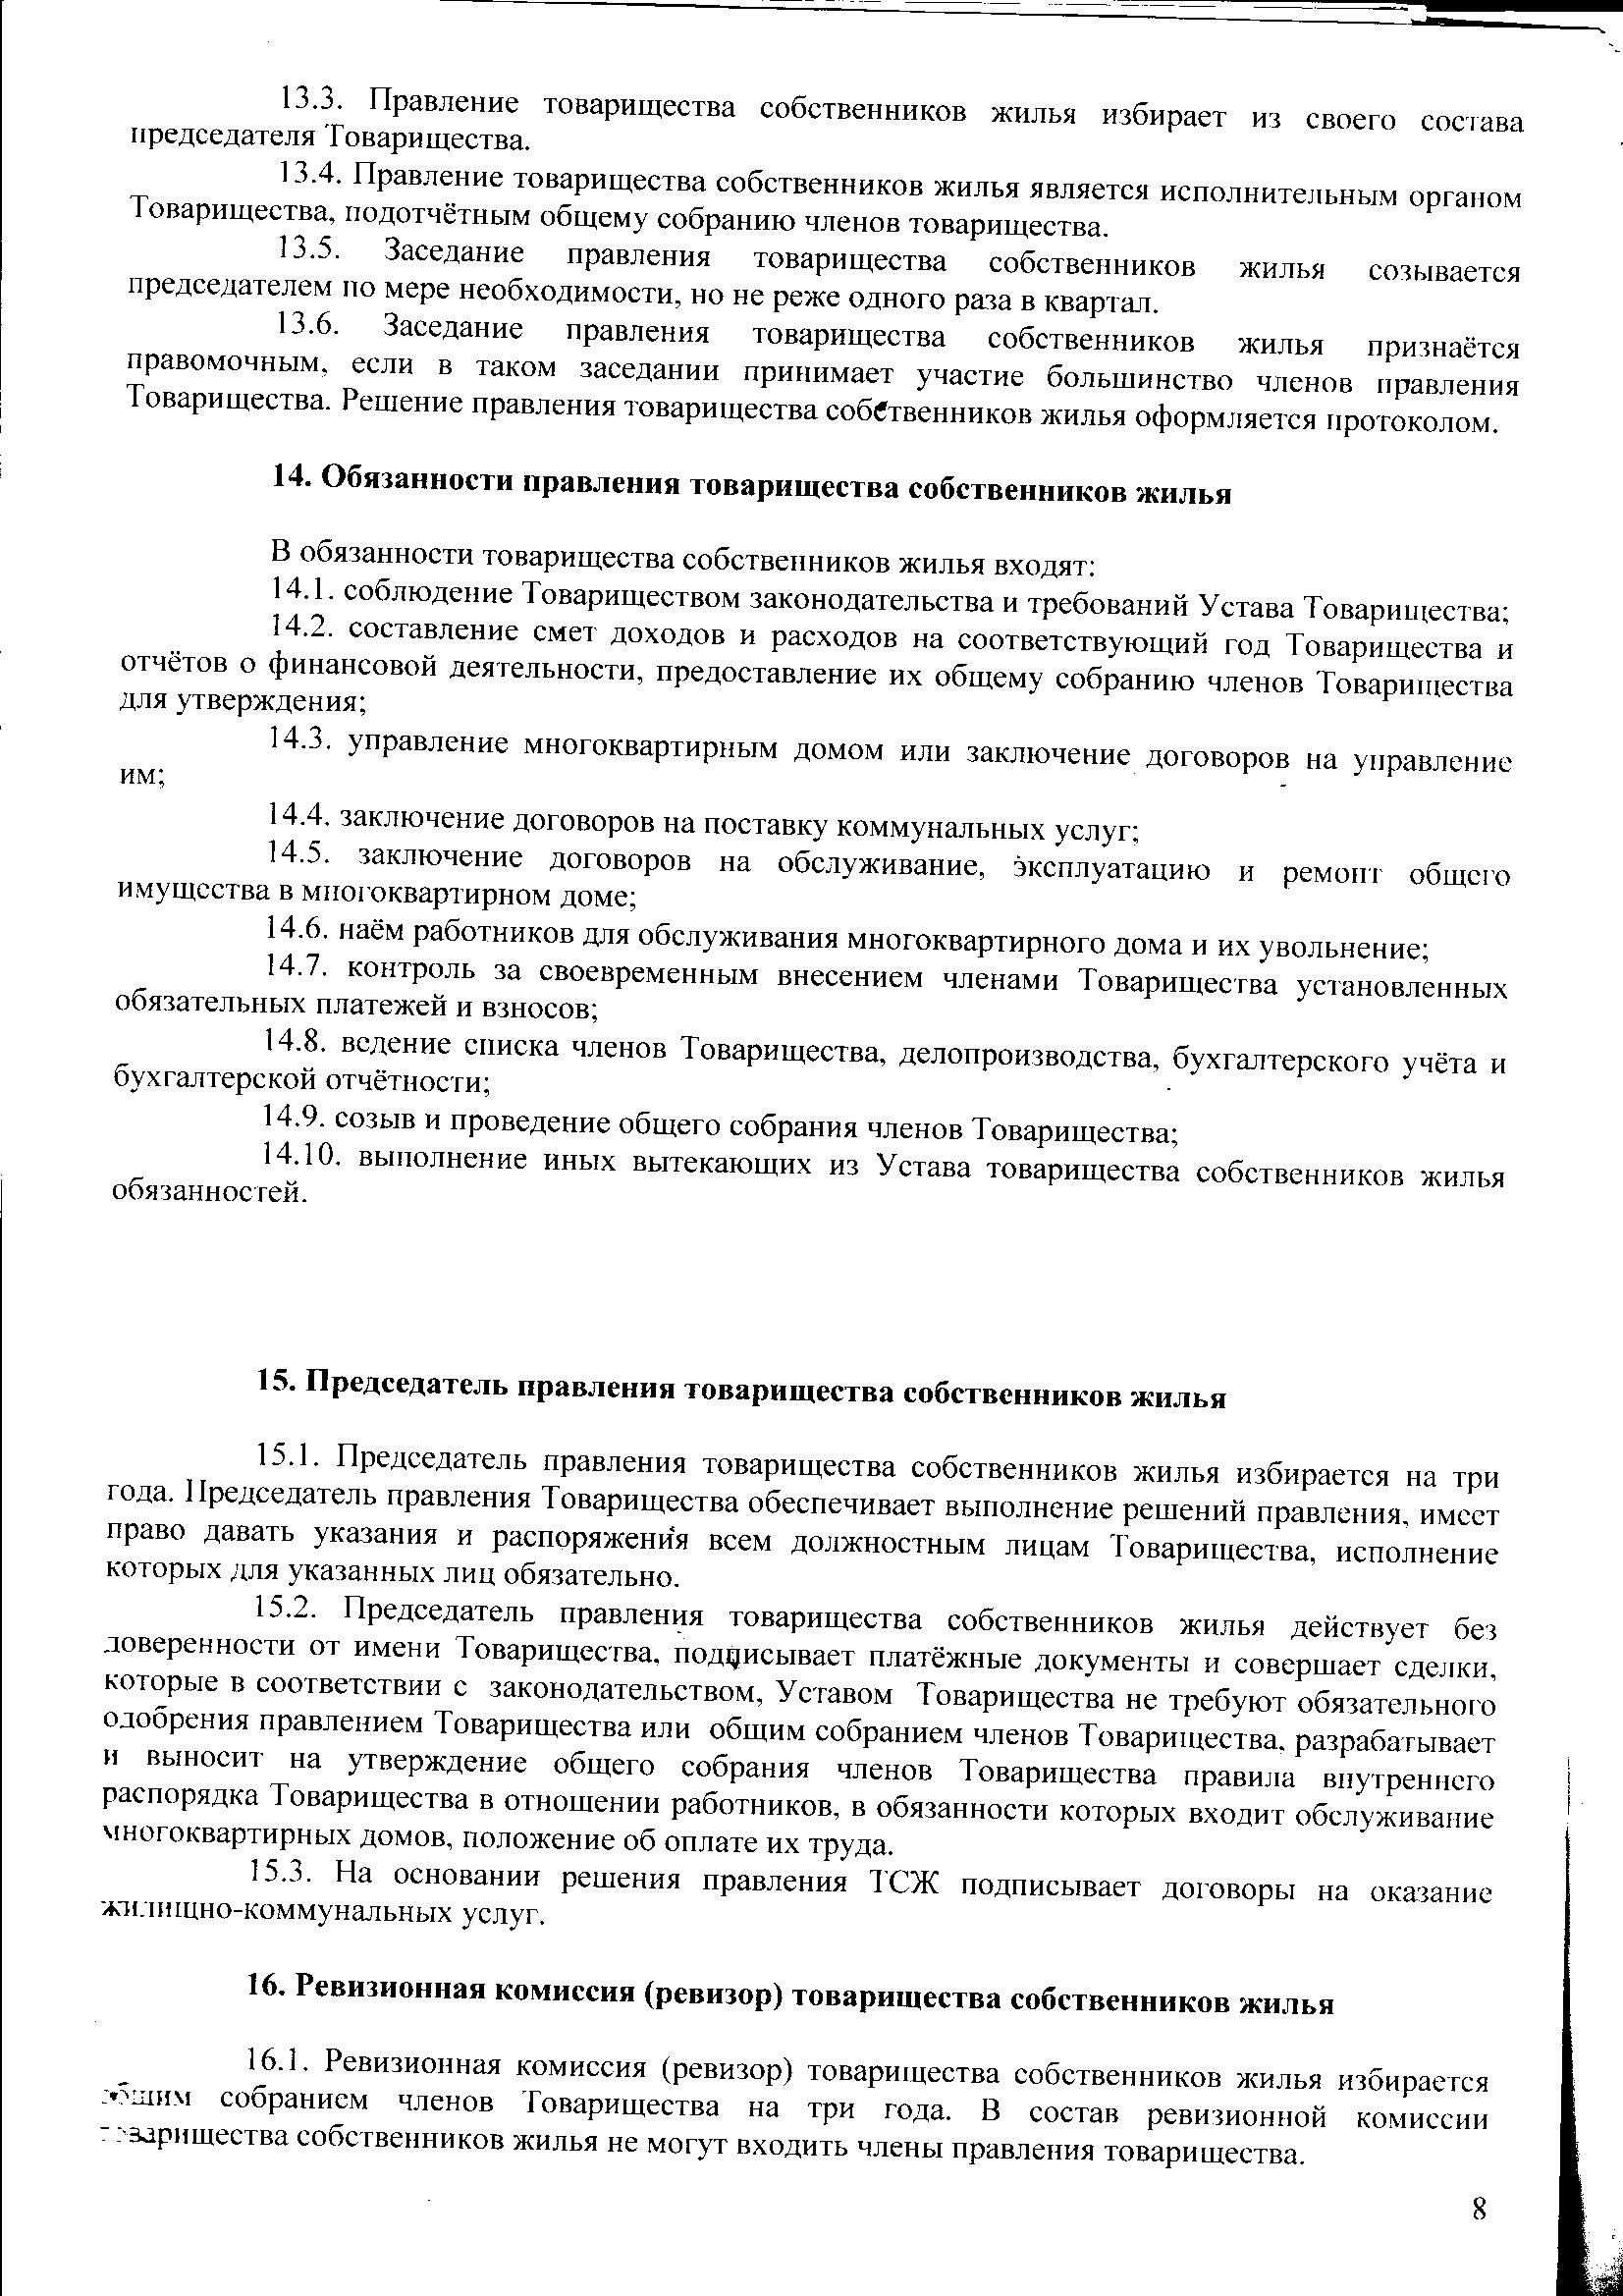 13.3. Правление товарищества собственников жилья избирает из своего состава
председателя Товарищества.
13.4. Правление товарищества собственников жилья является исполнительным органом
Товарищества, подотчётным общему собранию членов товарищества.
13.5. Заседание правления товарищества собственников жилья созывается
председателем по мере необходимости, но не реже одного раза в квартал.
13.6. Заседание правления товарищества собственников жилья признаётся
правомочным, если в таком заседании принимает участие большинство членов правления
Товарищества. Решение правления товарищества собственников жилья оформляется протоколом.
14. Обязанности правления товарищества собственников жилья
В обязанности товарищества собственников жилья входят:
14.1. соблюдение Товариществом законодательства и требований Устава Товарищества;
14.2. составление смет доходов и расходов на соответствующий год Товарищества и
отчётов о финансовой деятельности, предоставление их общему собранию членов Товарищества
для утверждения;
14.3. управление многоквартирным домом или заключение договоров на управление
им;
14.4. заключение договоров на поставку коммунальных услуг;
14.5. заключение договоров на обслуживание, эксплуатацию и ремонт общего
имущества в многоквартирном доме;
14.6. наём работников для обслуживания многоквартирного дома и их увольнение;
14.7. контроль за своевременным внесением членами Товарищества установленных
обязательных платежей и взносов;
14.8. ведение списка членов Товарищества, делопроизводства, бухгалтерского учёта и
бухгалтерской отчётности;
14.9. созыв и проведение общего собрания членов Товарищества;
14.10. выполнение иных вытекающих из Устава товарищества собственников жилья
обязанностей.
15. Председатель правления товарищества собственников жилья
15.1. Председатель правления товарищества собственников жилья избирается на три
года. Председатель правления Товарищества обеспечивает выполнение решений правления, имеет
право давать указания и распоряжения всем должностным лицам Товарищества, исполнение
которых для указанных лиц обязательно.
15.2. Председатель правления товарищества собственников жилья действует без
доверенности от имени Товарищества, подписывает платёжные документы и совершает сделки,
которые в соответствии с законодательством, Уставом Товарищества не требуют обязательного
одобрения правлением Товарищества или общим собранием членов Товарищества, разрабатывает
и выносит на утверждение общего собрания членов Товарищества правила внутреннего
распорядка Товарищества в отношении работников, в обязанности которых входит обслуживание
многоквартирных домов, положение об оплате их труда.
15.3. На основании решения правления ТСЖ подписывает договоры на оказание
жилищно-коммунальных услуг.
16. Ревизионная комиссия (ревизор) товарищества собственников жилья
16.1. Ревизионная комиссия (ревизор) товарищества собственников жилья избирается
общим собранием членов Товарищества на три года. В состав ревизионной комиссии
товарищества собственников жилья не могут входить члены правления товарищества.
8